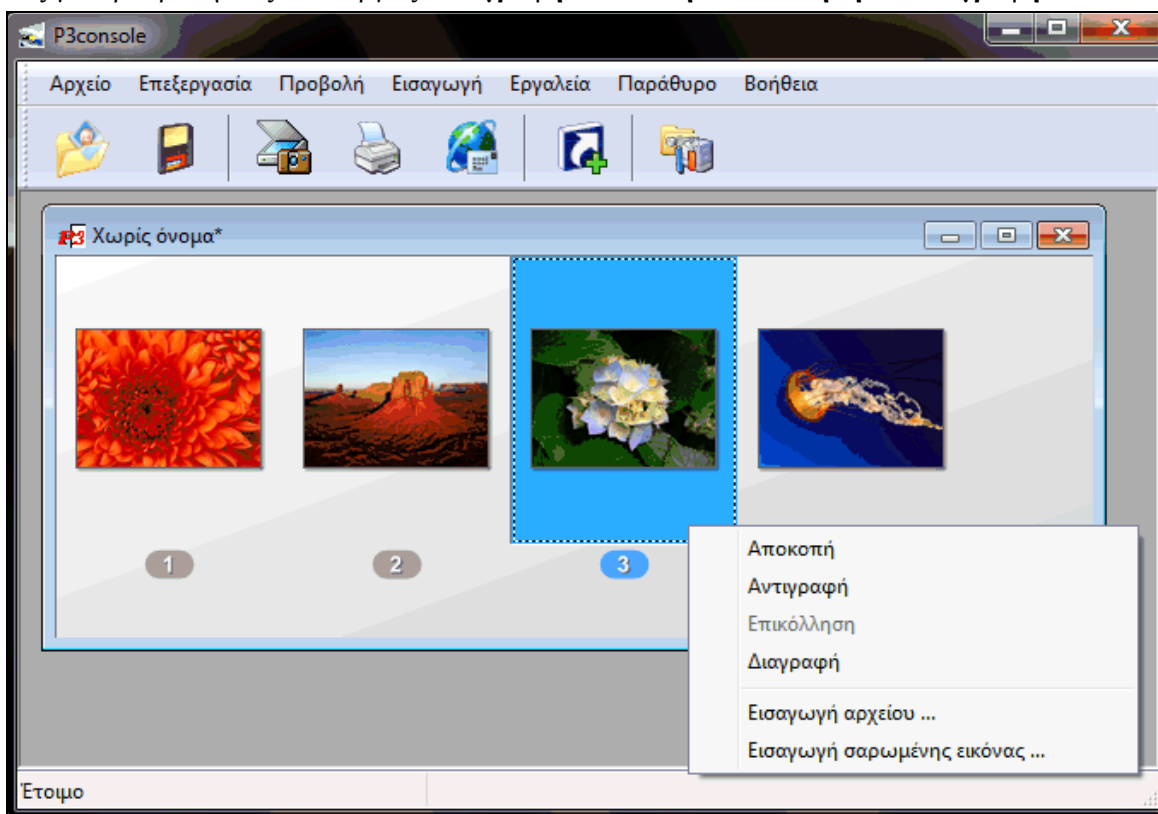 P3console
Αρχείο Επεξεργασία Προβολή Εισαγωγή Εργαλεία Παράθυρο Βοήθεια
P3 Χωρίς όνομα*
1 2 3
Αποκοπή
Αντιγραφή
Επικόλληση
Διαγραφή
Εισαγωγή αρχείου ...
Εισαγωγή σαρωμένης εικόνας ...
Έτοιμο